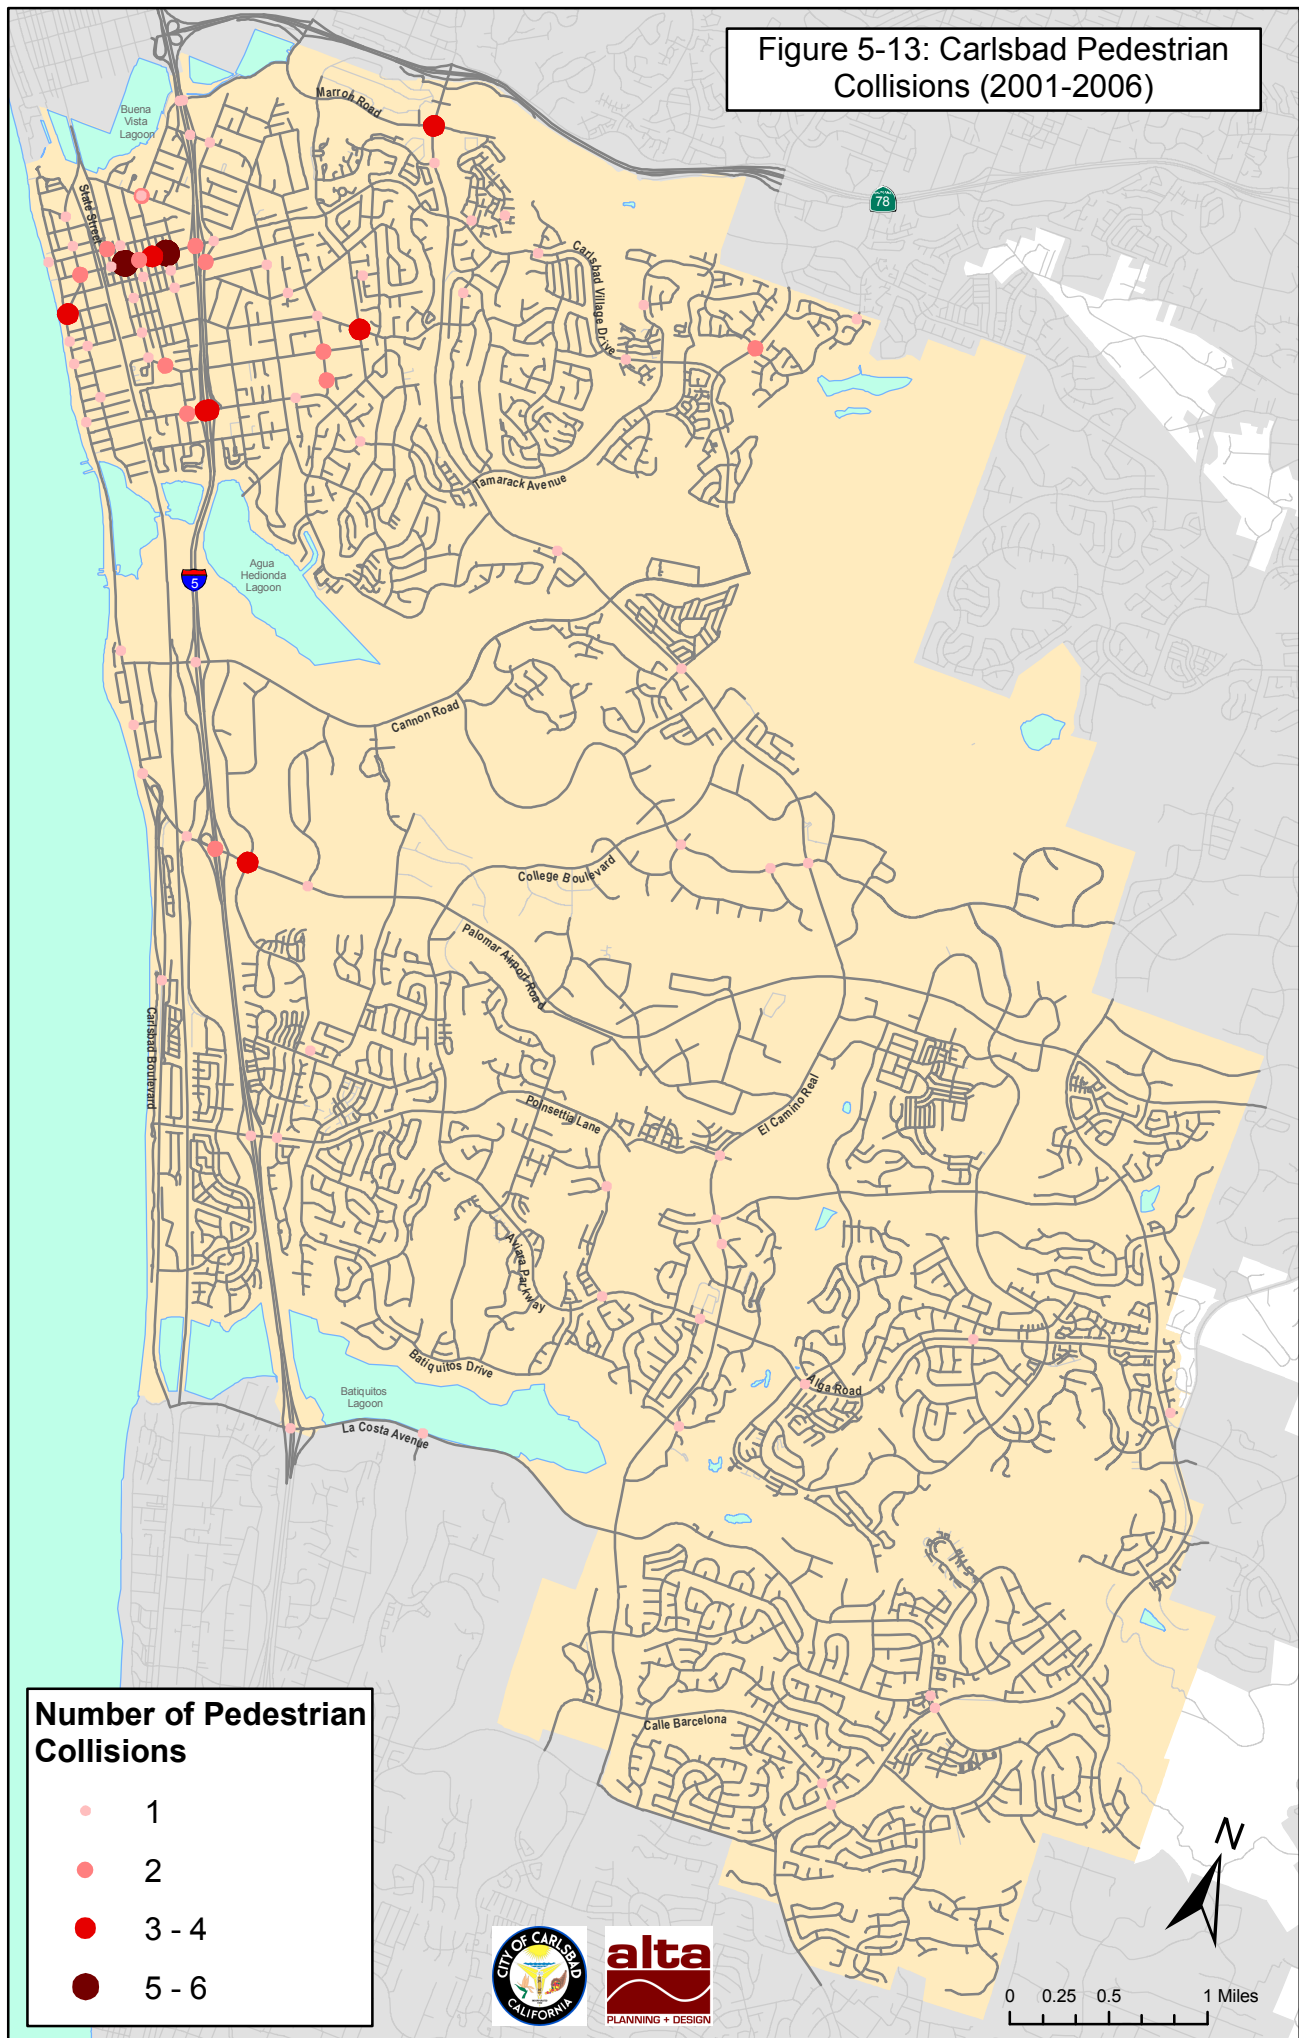 Figure 5-13: Carlsbad Pedestrian
Collisions (2001-2006)
Buena
Vista
Lagoon
Marron Road
State Street
78
Carlsbad Village Drive
Tamarack Avenue
Agua
Hedionda
Lagoon
5
Cannon Road
College Boulevard
Palomar Airport Road
Carlsbad Boulevard
El Camino Real
Poinsettia Lane
Aviara Parkway
Batiquitos Drive
Batiquitos
Lagoon
La Costa Avenue
Alga Road
Calle Barcelona
Number of Pedestrian
Collisions
1
2
3 - 4
5 - 6
CITY OF CARLSBAD
CALIFORNIA
alta
PLANNING + DESIGN
N
0 0.25 0.5 1 Miles